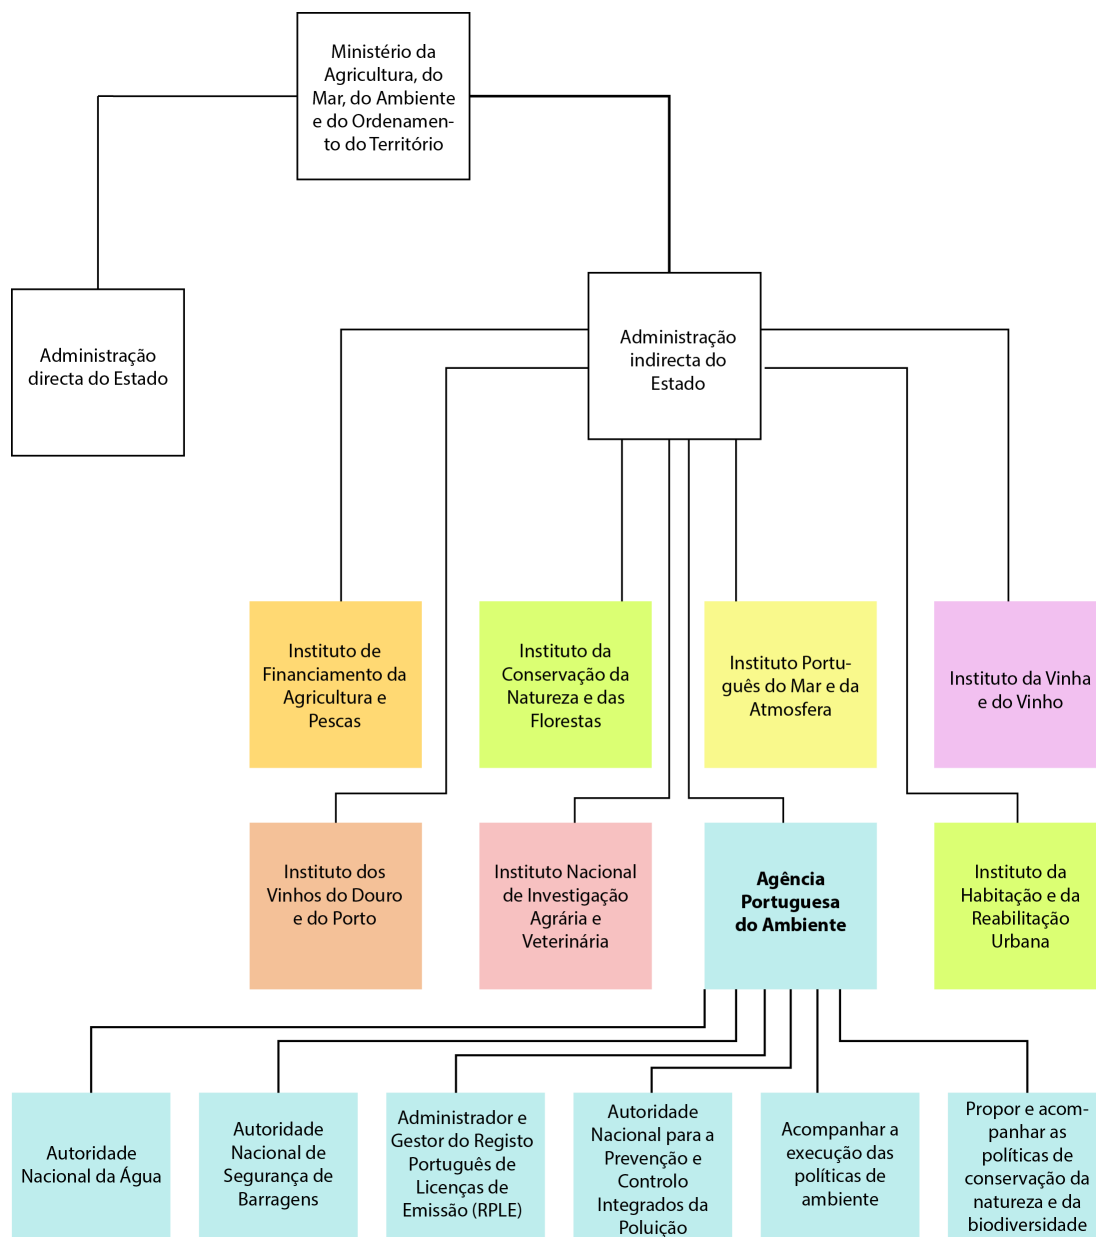 Ministério da
Agricultura, do
Mar, do Ambiente
e do Ordenamen-
to do Território
Administração
directa do Estado
Administração
indirecta do
Estado
Instituto de
Financiamento da
Agricultura e
Pescas
Instituto da
Conservação da
Natureza e das
Florestas
Instituto Portu-
guês do Mar e da
Atmosfera
Instituto da Vinha
e do Vinho
Instituto dos
Vinhos do Douro
e do Porto
Instituto Nacional
de Investigação
Agrária e
Veterinária
Agência
Portuguesa
do Ambiente
Instituto da
Habitação e da
Reabilitação
Urbana
Autoridade
Nacional da Água
Autoridade
Nacional de
Segurança de
Barragens
Administrador e
Gestor do Registo
Português de
Licenças de
Emissão (RPLE)
Autoridade
Nacional para a
Prevenção e
Controlo
Integrados da
Poluição
Acompanhar a
execução das
políticas de
ambiente
Propor e acom-
panhar as
políticas de
conservação da
natureza e da
biodiversidade